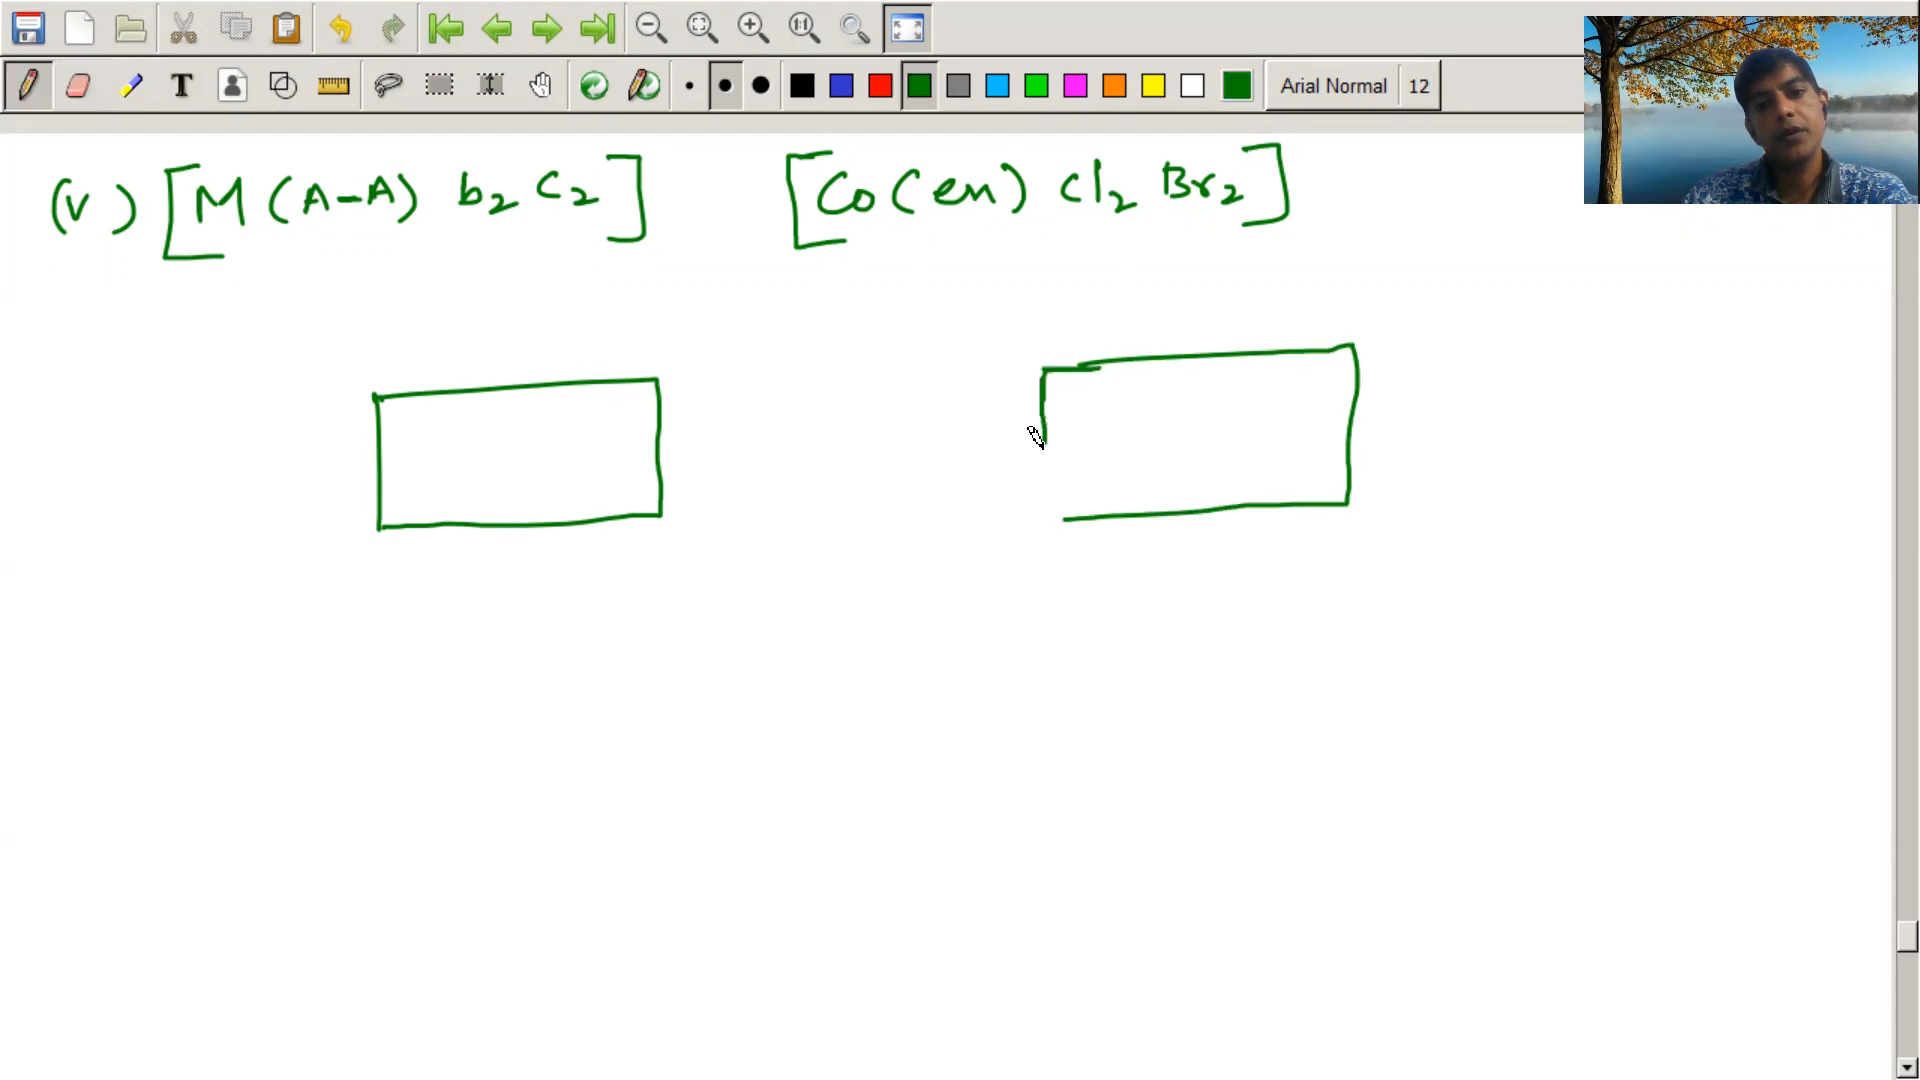 Arial Normal 12
(V) [M(A-A) b₂ C₂] [Co(en) Cl₂ Br₂]